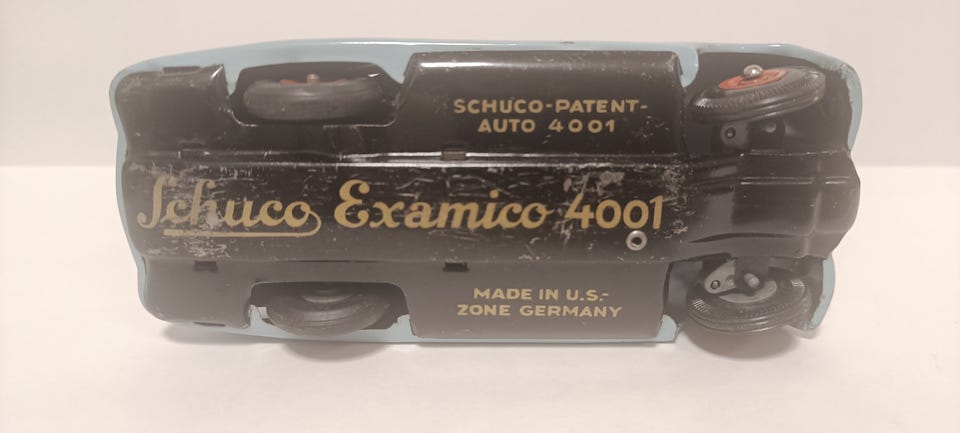 SCHUCO-PATENT-
AUTO 4001
Schuco Examico 4001
MADE IN U.S.-
ZONE GERMANY